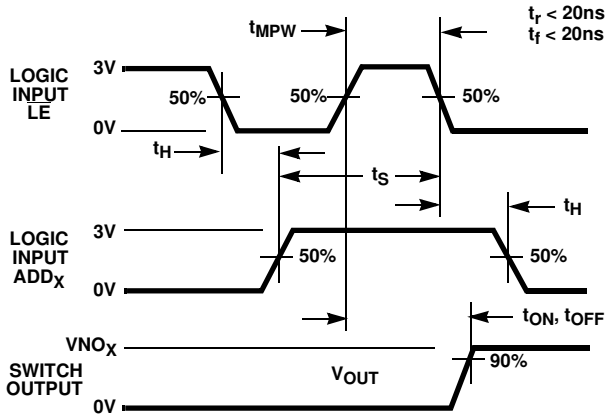 tr < 20ns
tf < 20ns
tMPW
LOGIC
INPUT
LE
3V
0V
50%
50%
50%
tH
tS
tH
LOGIC
INPUT
ADDX
3V
0V
50%
50%
tON, tOFF
VNOX
SWITCH
OUTPUT
0V
VOUT
90%